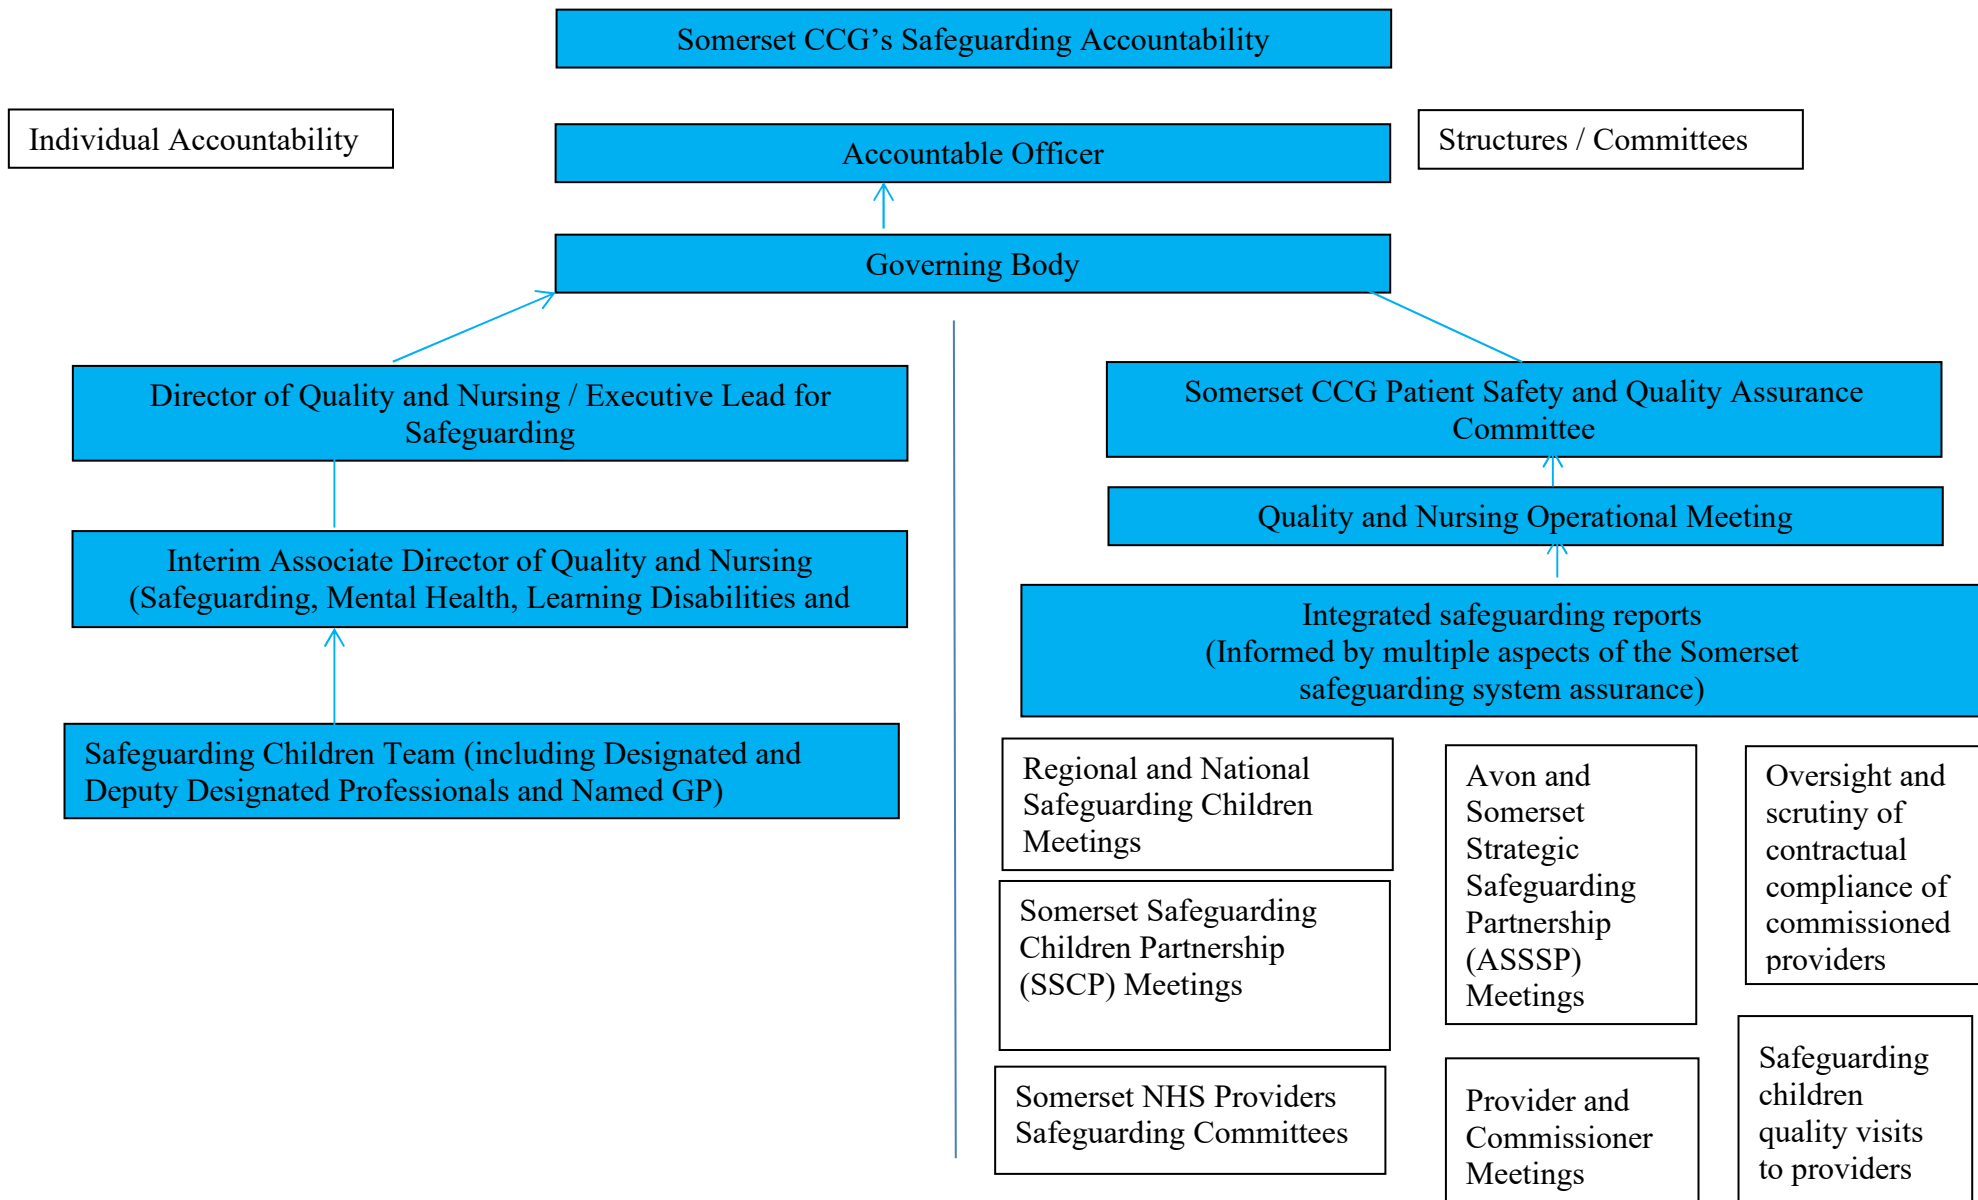 Somerset CCG’s Safeguarding Accountability
Individual Accountability
Accountable Officer
Structures / Committees
Governing Body
Director of Quality and Nursing / Executive Lead for
Safeguarding
Interim Associate Director of Quality and Nursing
(Safeguarding, Mental Health, Learning Disabilities and
Safeguarding Children Team (including Designated and
Deputy Designated Professionals and Named GP)
Somerset CCG Patient Safety and Quality Assurance
Committee
Quality and Nursing Operational Meeting
Integrated safeguarding reports
(Informed by multiple aspects of the Somerset
safeguarding system assurance)
Regional and National
Safeguarding Children
Meetings
Somerset Safeguarding
Children Partnership
(SSCP) Meetings
Somerset NHS Providers
Safeguarding Committees
Avon and
Somerset
Strategic
Safeguarding
Partnership
(ASSSP)
Meetings
Provider and
Commissioner
Meetings
Oversight and
scrutiny of
contractual
compliance of
commissioned
providers
Safeguarding
children
quality visits
to providers